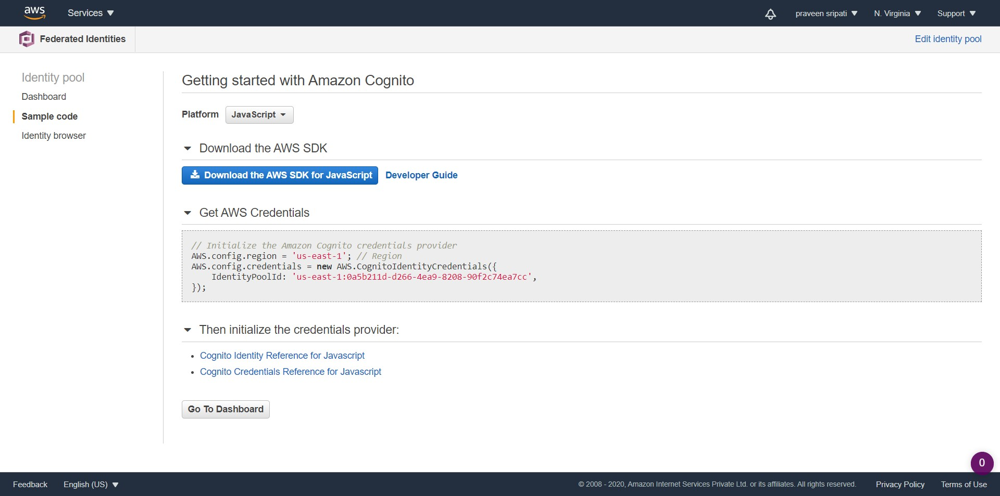 aws Services praveen sripati N. Virginia Support
Federated Identities Edit identity pool
Identity pool
Dashboard
Sample code
Identity browser
Getting started with Amazon Cognito
Platform JavaScript
Download the AWS SDK
Download the AWS SDK for JavaScript Developer Guide
Get AWS Credentials
// Initialize the Amazon Cognito credentials provider
AWS.config.region = 'us-east-1'; // Region
AWS.config.credentials = new AWS.CognitoIdentityCredentials({
    IdentityPoolId: 'us-east-1:0a5b211d-d266-4ea9-8208-90f2c74ea7cc',
});
Then initialize the credentials provider:
• Cognito Identity Reference for Javascript
• Cognito Credentials Reference for Javascript
Go To Dashboard
0
Feedback English (US) © 2008 - 2020, Amazon Internet Services Private Ltd. or its affiliates. All rights reserved. Privacy Policy Terms of Use